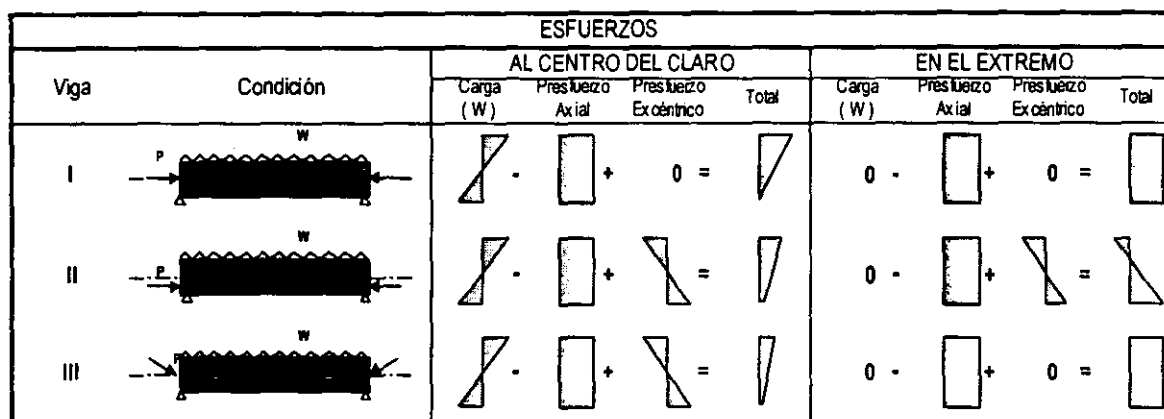 ESFUERZOS
Viga Condición AL CENTRO DEL CLARO EN EL EXTREMO
Carga (W) Presfuerzo Axial Presfuerzo Excéntrico Total Carga (W) Presfuerzo Axial Presfuerzo Excéntrico Total
I P W - + 0 = 0 - + 0 =
II P W - + = 0 - + =
III P W - + = 0 - + 0 =